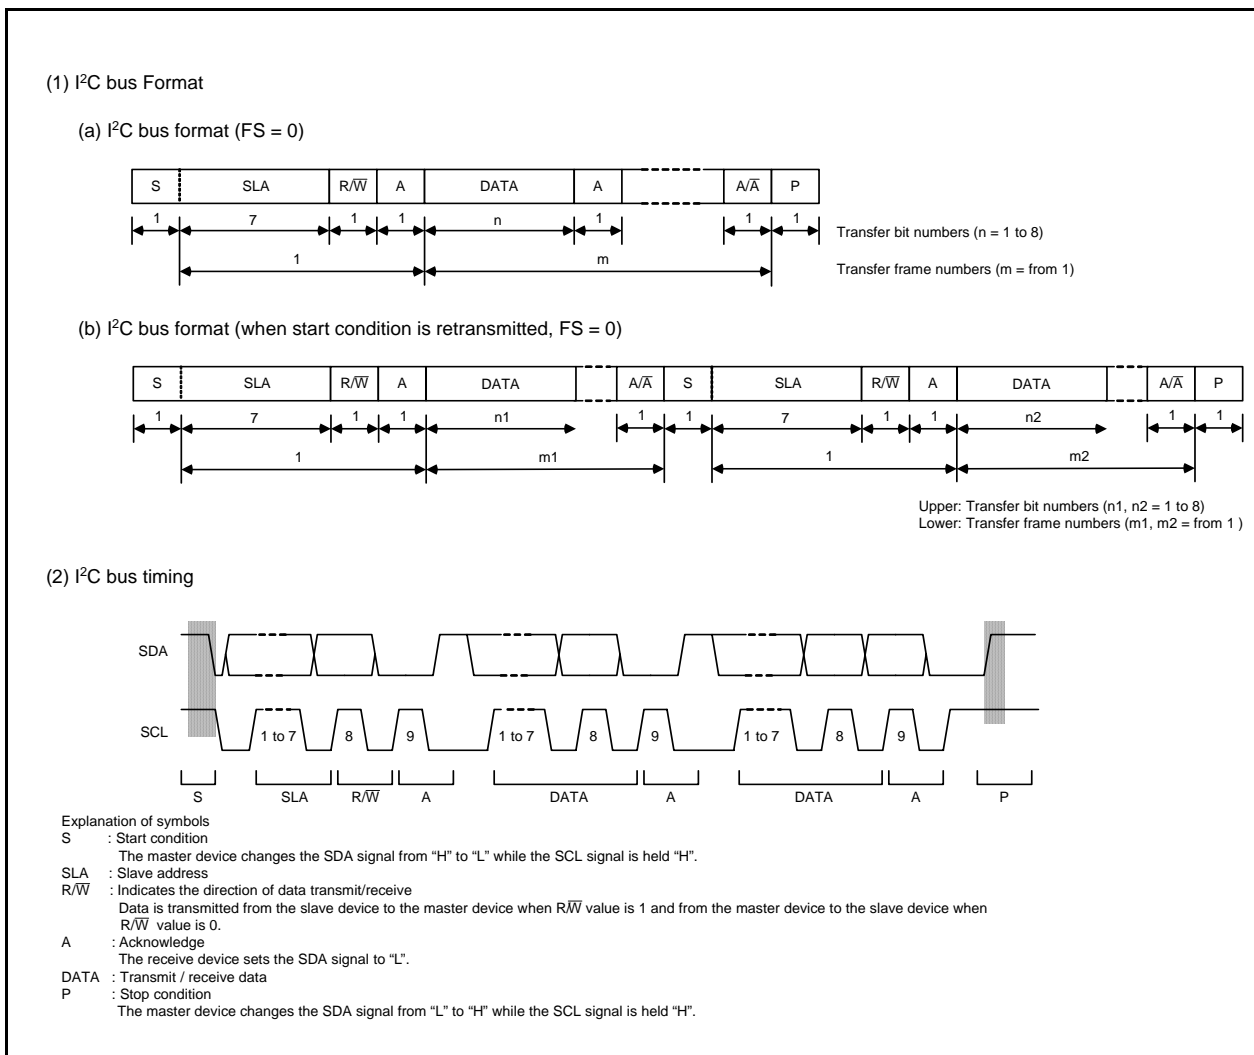 (1) I²C bus Format
(a) I²C bus format (FS = 0)
S SLA R/W̅ A DATA A A/A̅ P
1 7 1 1 n 1 1 1
Transfer bit numbers (n = 1 to 8)
1 m
Transfer frame numbers (m = from 1)
(b) I²C bus format (when start condition is retransmitted, FS = 0)
S SLA R/W̅ A DATA A/A̅ S SLA R/W̅ A DATA A/A̅ P
1 7 1 1 n1 1 1 7 1 1 n2 1 1
1 m1 1 m2
Upper: Transfer bit numbers (n1, n2 = 1 to 8)
Lower: Transfer frame numbers (m1, m2 = from 1 )
(2) I²C bus timing
SDA
SCL 1 to 7 8 9 1 to 7 8 9 1 to 7 8 9
S SLA R/W̅ A DATA A DATA A P
Explanation of symbols
S : Start condition
The master device changes the SDA signal from “H” to “L” while the SCL signal is held “H”.
SLA : Slave address
R/W̅ : Indicates the direction of data transmit/receive
Data is transmitted from the slave device to the master device when R/W̅ value is 1 and from the master device to the slave device when
R/W̅ value is 0.
A : Acknowledge
The receive device sets the SDA signal to “L”.
DATA : Transmit / receive data
P : Stop condition
The master device changes the SDA signal from “L” to “H” while the SCL signal is held “H”.